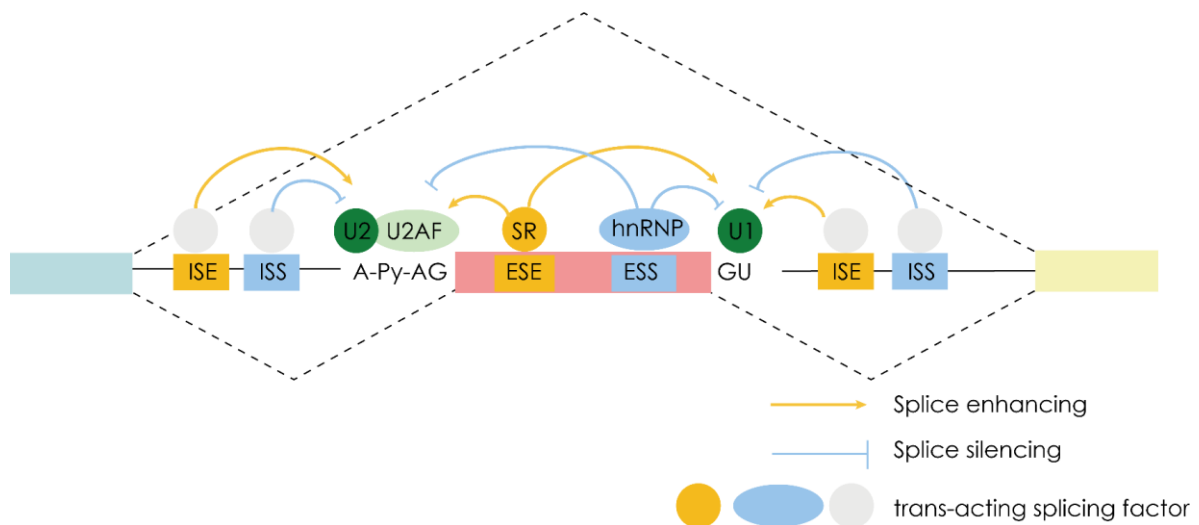 U2 U2AF SR hnRNP U1
ISE ISS A-Py-AG ESE ESS GU ISE ISS
Splice enhancing
Splice silencing
trans-acting splicing factor